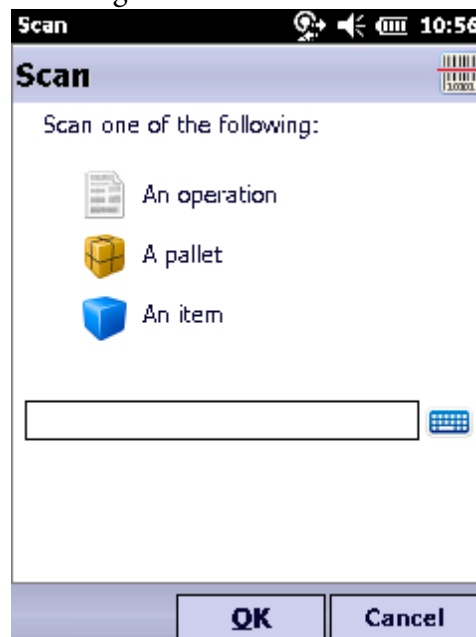 Scan 10:56
Scan
Scan one of the following:
An operation
A pallet
An item
OK Cancel